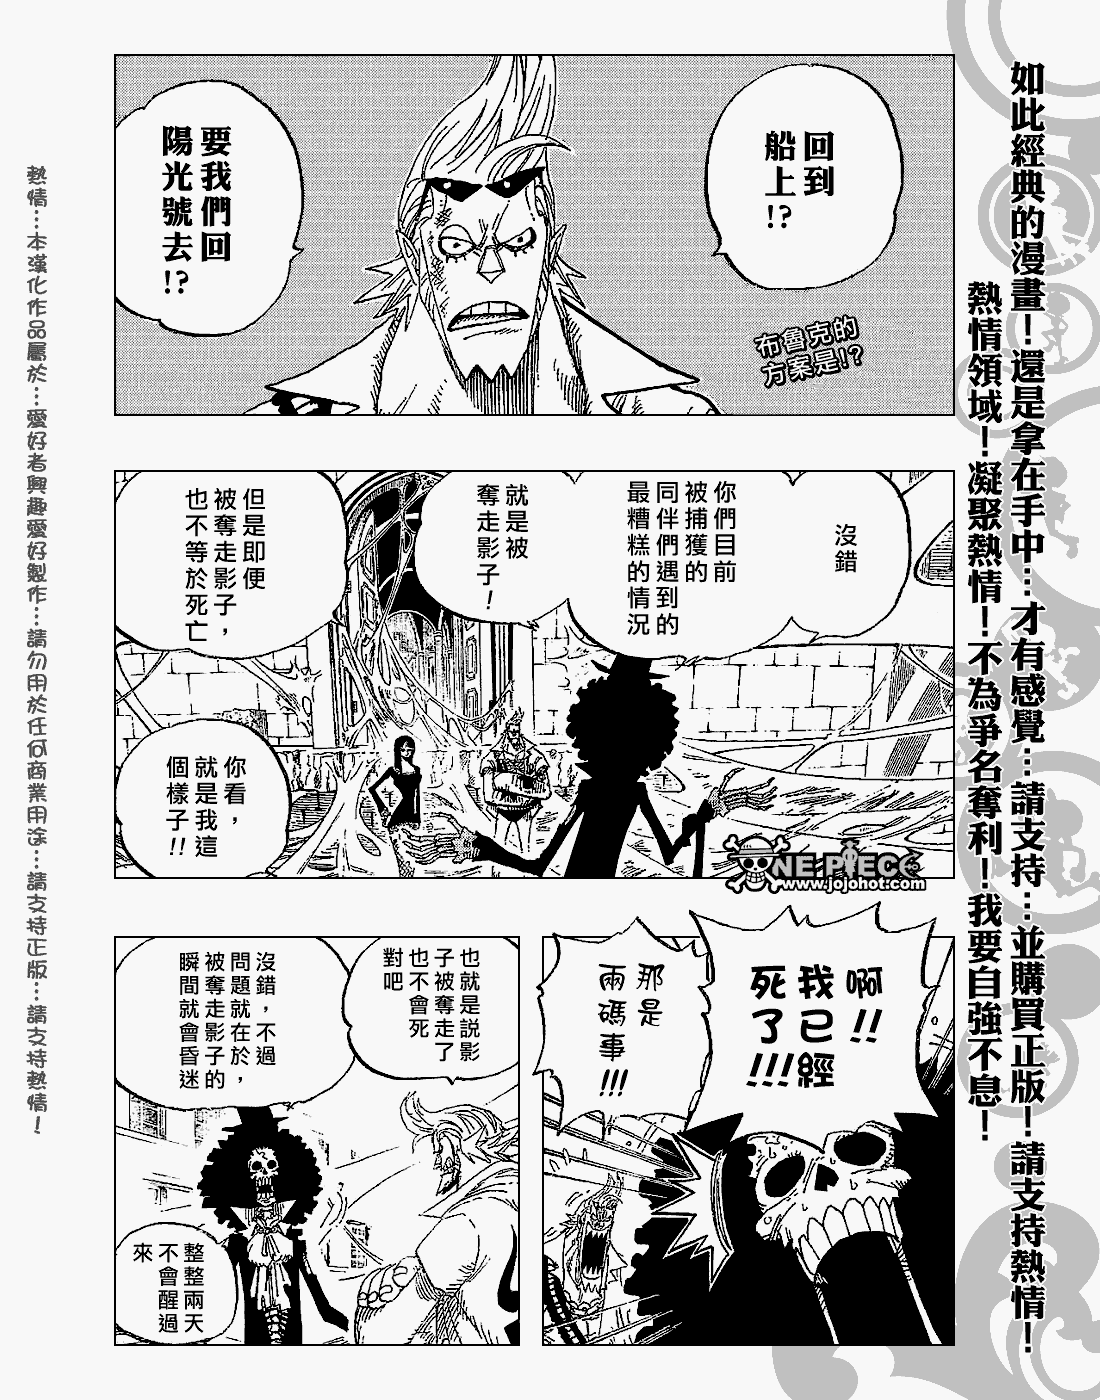 如此經典的漫畫！還是拿在手中…才有感覺…請支持…並購買正版！請支持熱情！
熱情領域！凝聚熱情！不為爭名奪利！我要自強不息！
回到
船上!?
要我們回
陽光號去!?
布魯克的
方案是!?
沒錯
你們目前
被捕獲的
同伴們遇到的
最糟糕的情況
就是被
奪走影子！
但是即便
被奪走影子，
也不等於死亡
你看，
就是我這
個樣子!!
ONE PIECE
www.jojohot.com
啊!!
我已經
死了!!!
那是
兩碼事!!!
也就是說影
子被奪走了
也不會死
對吧
沒錯，不過
問題就在於，
被奪走影子的
瞬間就會昏迷
整整兩天
不會醒過
來
熱情…本漢化作品屬於…愛好者興趣愛好製作…請勿用於任何商業用途…請支持正版…請支持熱情！